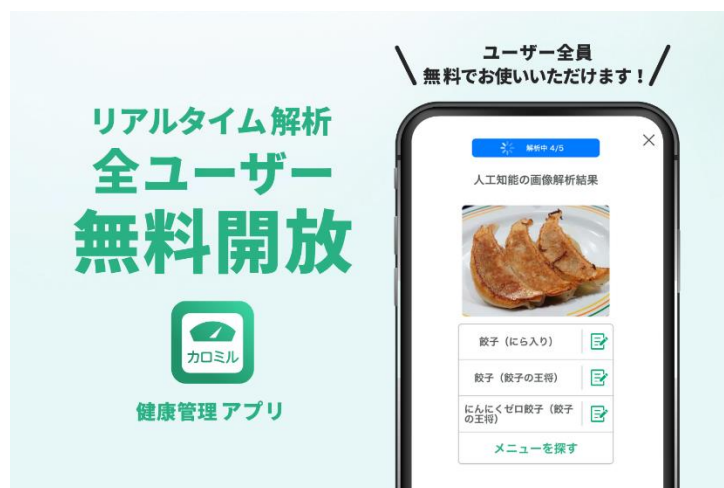 リアルタイム解析
全ユーザー
無料開放
カロミル
健康管理アプリ
ユーザー全員
無料でお使いいただけます！
解析中 4/5
人工知能の画像解析結果
餃子（にら入り）
餃子（餃子の王将）
にんにくゼロ餃子（餃子
の王将）
メニューを探す